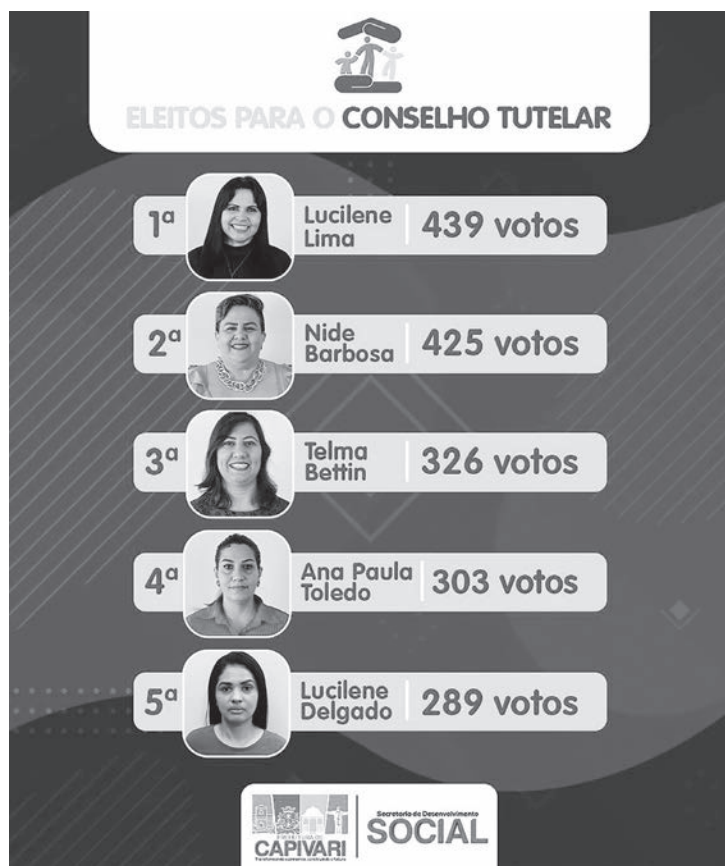 ELEITOS PARA O CONSELHO TUTELAR
1ª
Lucilene
Lima
439 votos
2ª
Nide
Barbosa
425 votos
3ª
Telma
Bettin
326 votos
4ª
Ana Paula
Toledo
303 votos
5ª
Lucilene
Delgado
289 votos
CAPIVARI
Secretaria de Desenvolvimento
SOCIAL